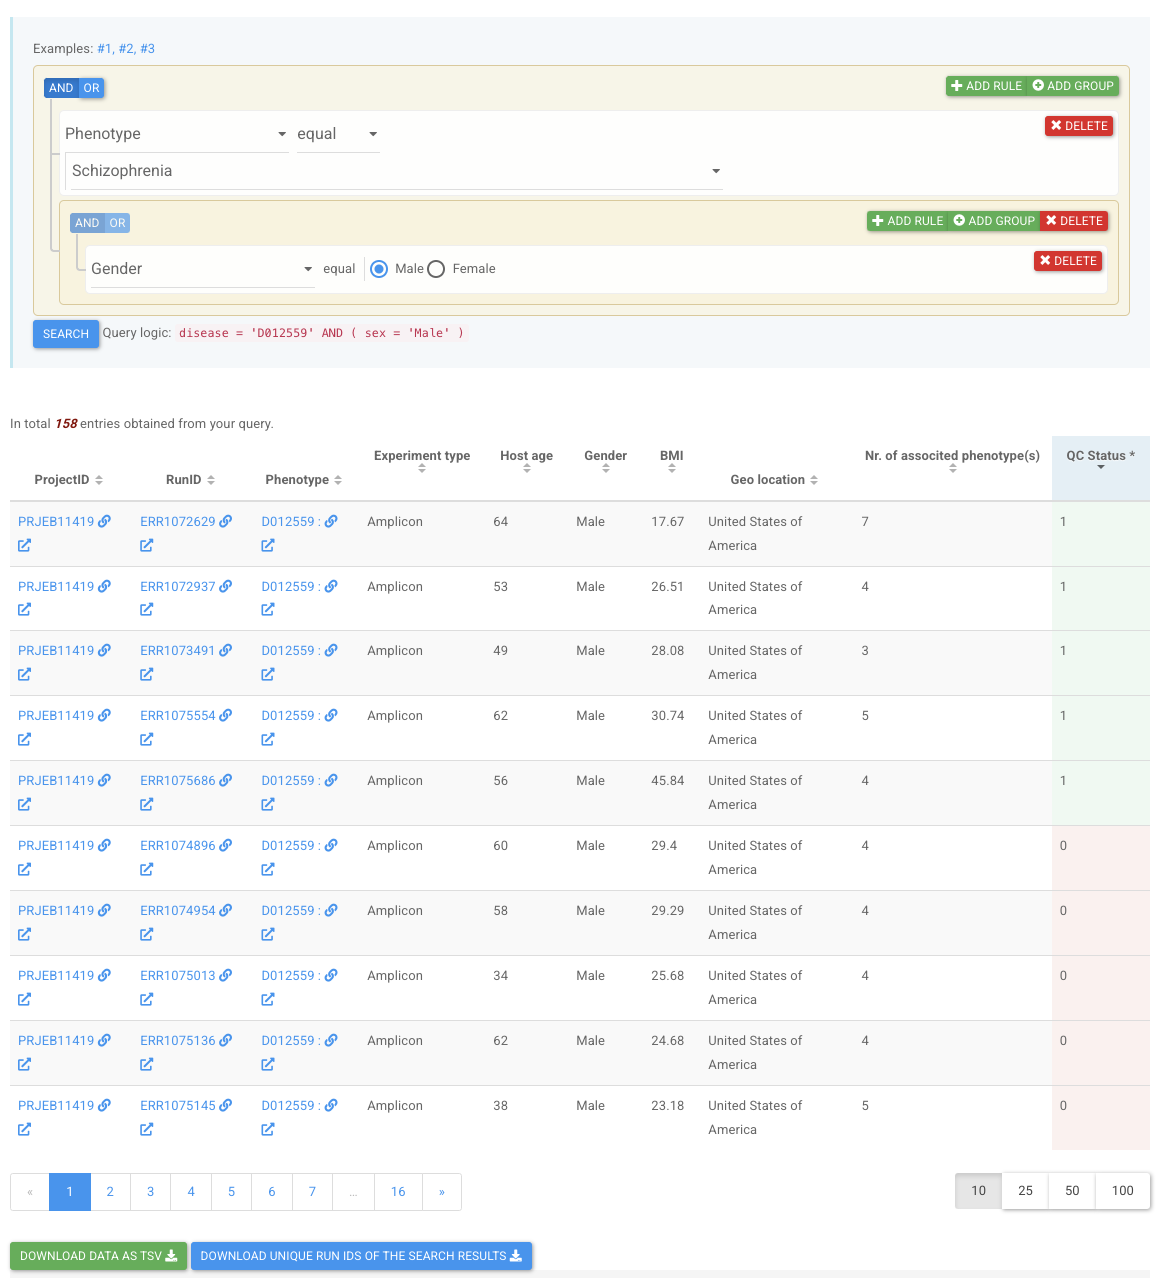 Examples: #1, #2, #3
AND OR ADD RULE ADD GROUP
Phenotype equal DELETE
Schizophrenia
AND OR ADD RULE ADD GROUP DELETE
Gender equal Male Female DELETE
SEARCH Query logic: disease = 'D012559' AND ( sex = 'Male' )
In total 158 entries obtained from your query.
ProjectID RunID Phenotype Experiment type Host age Gender BMI Geo location Nr. of associted phenotype(s) QC Status *
PRJEB11419 ERR1072629 D012559 : Amplicon 64 Male 17.67 United States of 7 1
America
PRJEB11419 ERR1072937 D012559 : Amplicon 53 Male 26.51 United States of 4 1
America
PRJEB11419 ERR1073491 D012559 : Amplicon 49 Male 28.08 United States of 3 1
America
PRJEB11419 ERR1075554 D012559 : Amplicon 62 Male 30.74 United States of 5 1
America
PRJEB11419 ERR1075686 D012559 : Amplicon 56 Male 45.84 United States of 4 1
America
PRJEB11419 ERR1074896 D012559 : Amplicon 60 Male 29.4 United States of 4 0
America
PRJEB11419 ERR1074954 D012559 : Amplicon 58 Male 29.29 United States of 4 0
America
PRJEB11419 ERR1075013 D012559 : Amplicon 34 Male 25.68 United States of 4 0
America
PRJEB11419 ERR1075136 D012559 : Amplicon 62 Male 24.68 United States of 4 0
America
PRJEB11419 ERR1075145 D012559 : Amplicon 38 Male 23.18 United States of 5 0
America
« 1 2 3 4 5 6 7 ... 16 » 10 25 50 100
DOWNLOAD DATA AS TSV DOWNLOAD UNIQUE RUN IDS OF THE SEARCH RESULTS